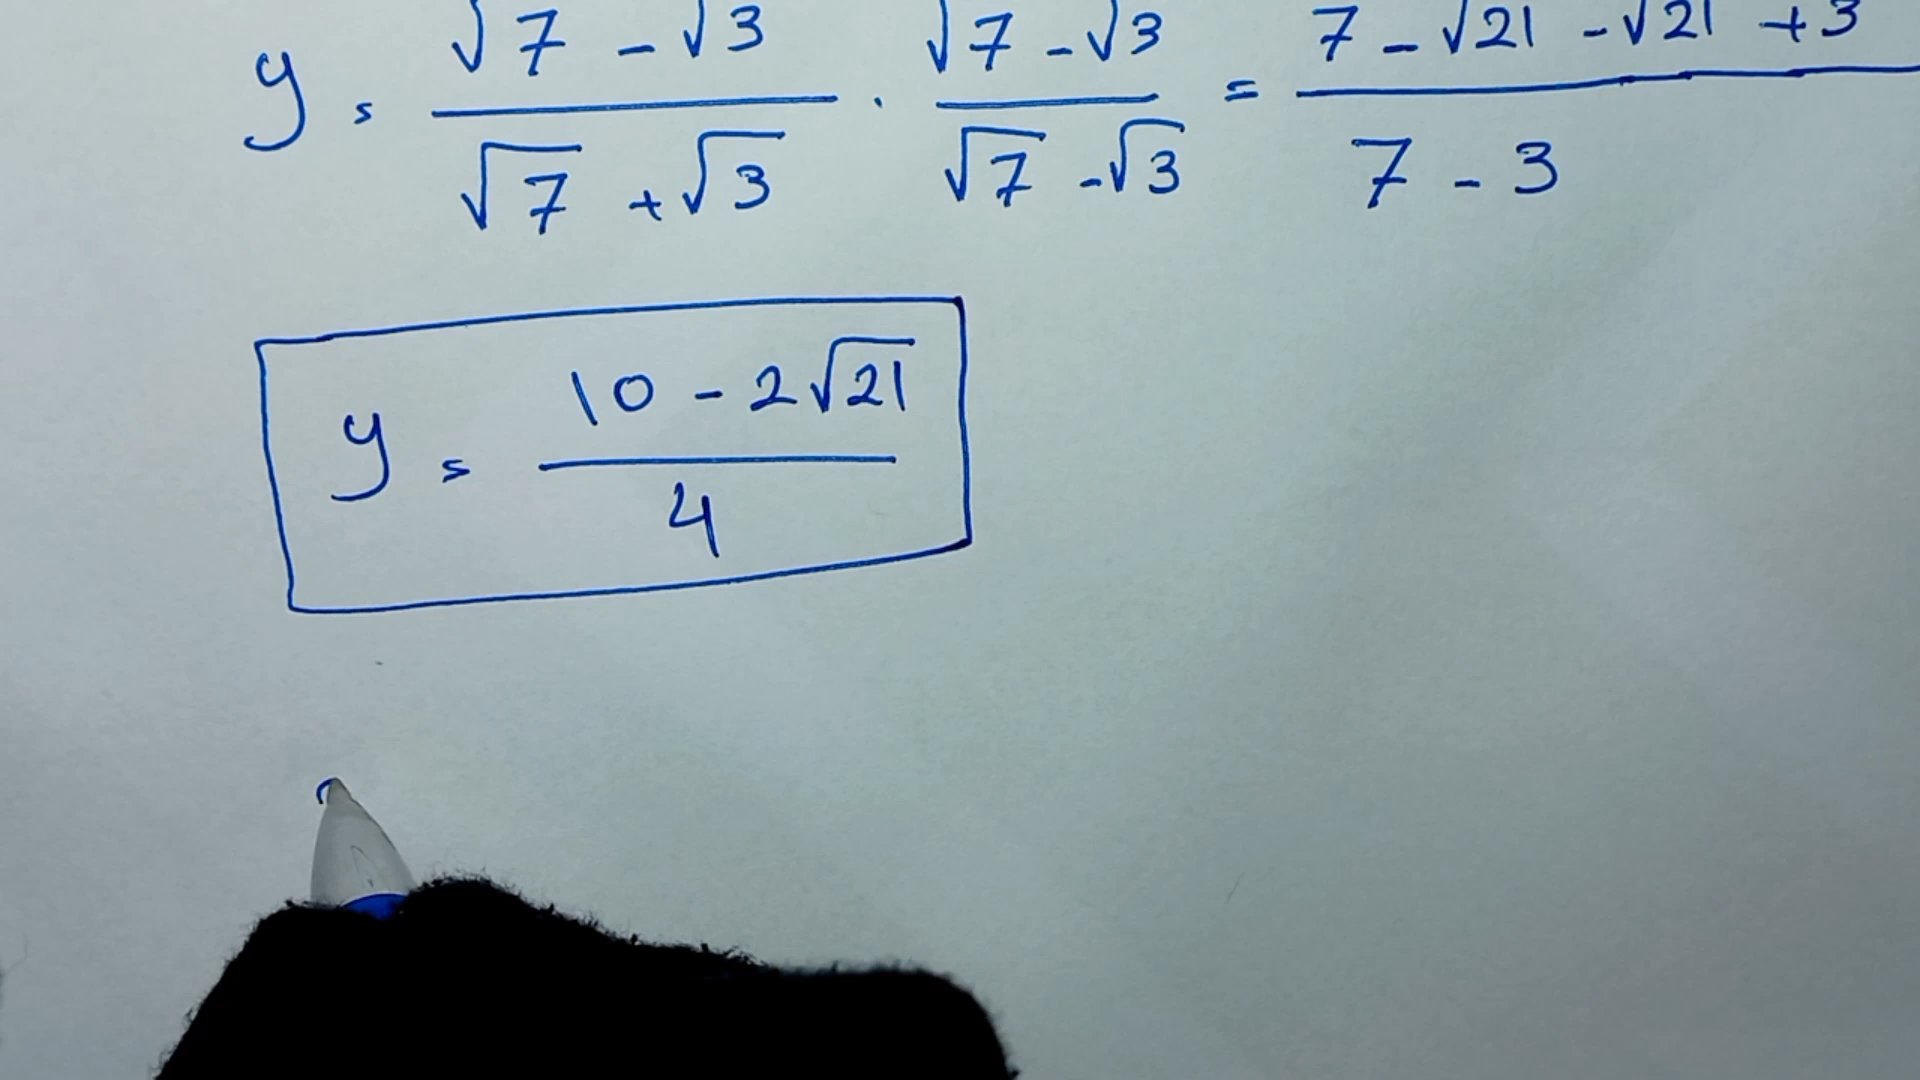 y = (√7 - √3)/(√7 + √3) · (√7 - √3)/(√7 - √3) = (7 - √21 - √21 + 3)/(7 - 3)
y = (10 - 2√21)/4